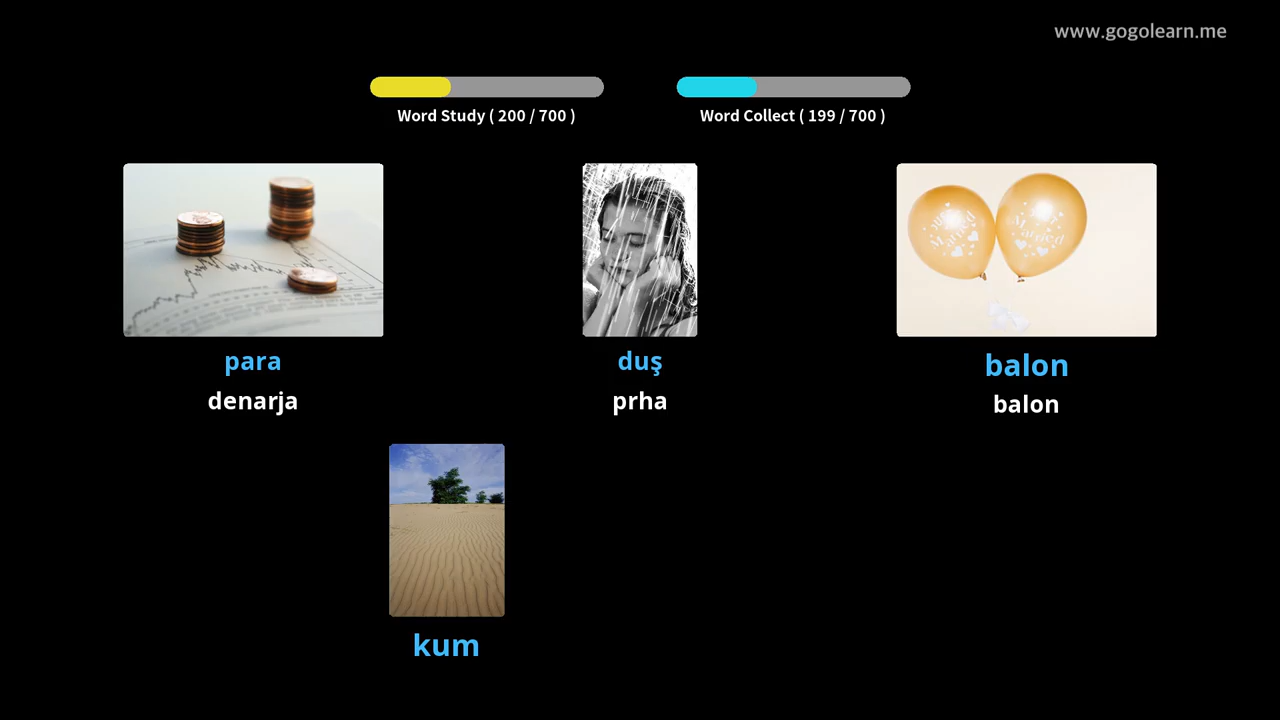 www.gogolearn.me
Word Study ( 200 / 700 )
Word Collect ( 199 / 700 )
para
denarja
duş
prha
balon
balon
kum